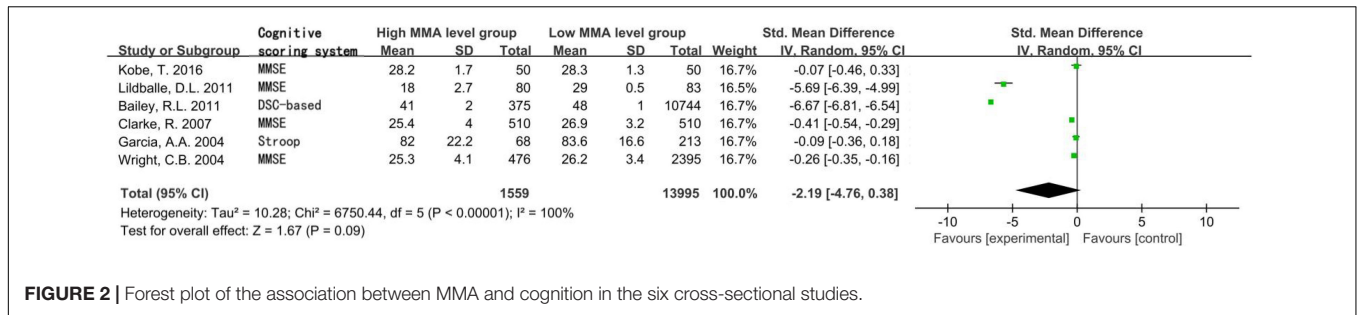 Cognitive High MMA level group Low MMA level group Std. Mean Difference Std. Mean Difference
Study or Subgroup scoring system Mean SD Total Mean SD Total Weight IV, Random, 95% CI IV, Random, 95% CI
Kobe, T. 2016 MMSE 28.2 1.7 50 28.3 1.3 50 16.7% -0.07 [-0.46, 0.33]
Lildballe, D.L. 2011 MMSE 18 2.7 80 29 0.5 83 16.5% -5.69 [-6.39, -4.99]
Bailey, R.L. 2011 DSC-based 41 2 375 48 1 10744 16.7% -6.67 [-6.81, -6.54]
Clarke, R. 2007 MMSE 25.4 4 510 26.9 3.2 510 16.7% -0.41 [-0.54, -0.29]
Garcia, A.A. 2004 Stroop 82 22.2 68 83.6 16.6 213 16.7% -0.09 [-0.36, 0.18]
Wright, C.B. 2004 MMSE 25.3 4.1 476 26.2 3.4 2395 16.7% -0.26 [-0.35, -0.16]
Total (95% CI) 1559 13995 100.0% -2.19 [-4.76, 0.38]
Heterogeneity: Tau² = 10.28; Chi² = 6750.44, df = 5 (P < 0.00001); I² = 100%
Test for overall effect: Z = 1.67 (P = 0.09)
-10 -5 0 5 10
Favours [experimental] Favours [control]
FIGURE 2 | Forest plot of the association between MMA and cognition in the six cross-sectional studies.